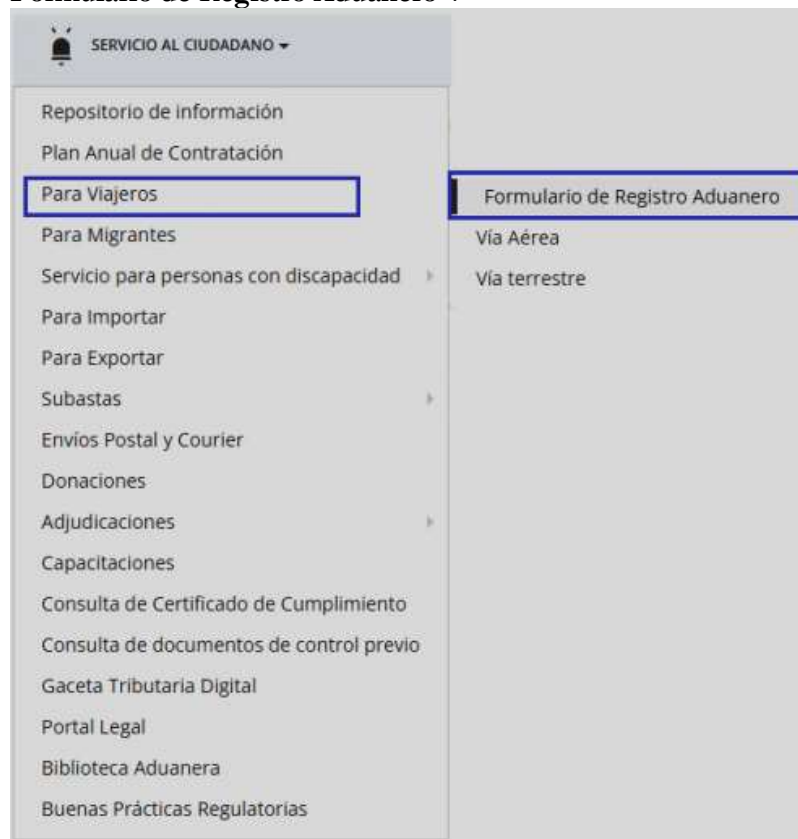 SERVICIO AL CIUDADANO
Repositorio de información
Plan Anual de Contratación
Para Viajeros
Formulario de Registro Aduanero
Para Migrantes
Vía Aérea
Servicio para personas con discapacidad
Vía terrestre
Para Importar
Para Exportar
Subastas
Envíos Postal y Courier
Donaciones
Adjudicaciones
Capacitaciones
Consulta de Certificado de Cumplimiento
Consulta de documentos de control previo
Gaceta Tributaria Digital
Portal Legal
Biblioteca Aduanera
Buenas Prácticas Regulatorias